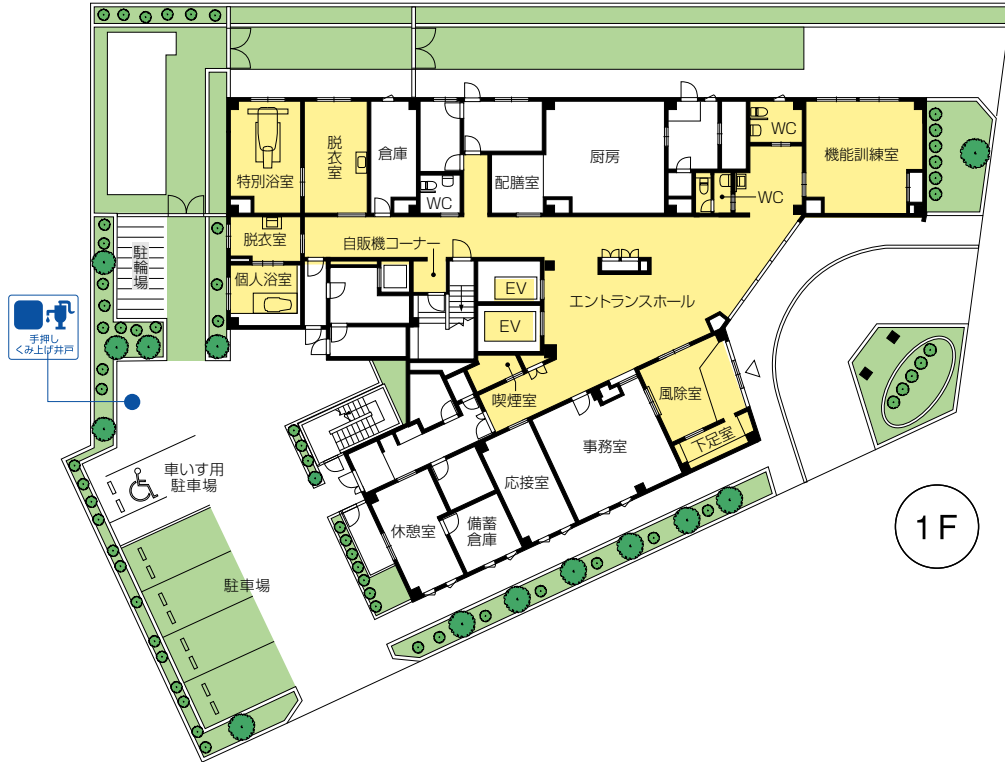 WC
特別浴室
脱衣室
倉庫
配膳室
厨房
機能訓練室
WC
WC
脱衣室
自販機コーナー
個人浴室
EV
EV
エントランスホール
駐輪場
手押し
くみ上げ井戸
喫煙室
風除室
下足室
事務室
応接室
備蓄
倉庫
休憩室
車いす用
駐車場
駐車場
1F